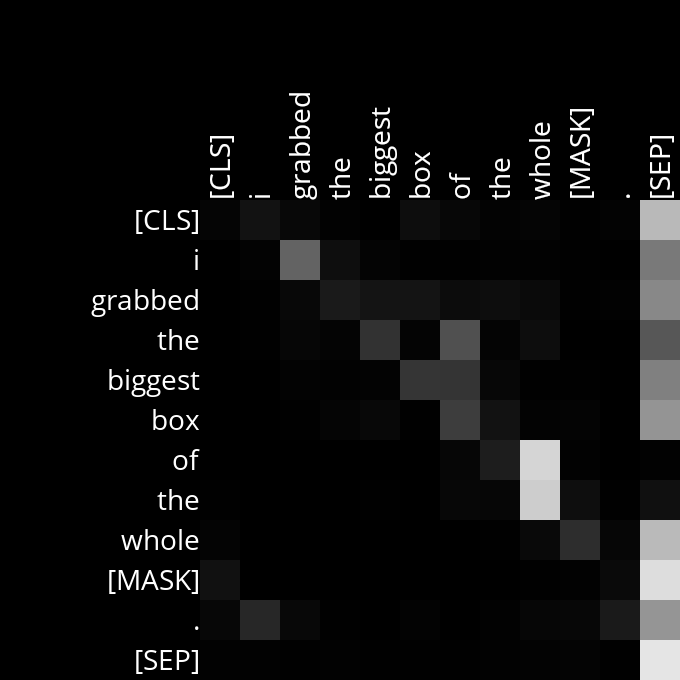 [CLS]
i
grabbed
the
biggest
box
of
the
whole
[MASK]
.
[SEP]
[CLS]
i
grabbed
the
biggest
box
of
the
whole
[MASK]
.
[SEP]